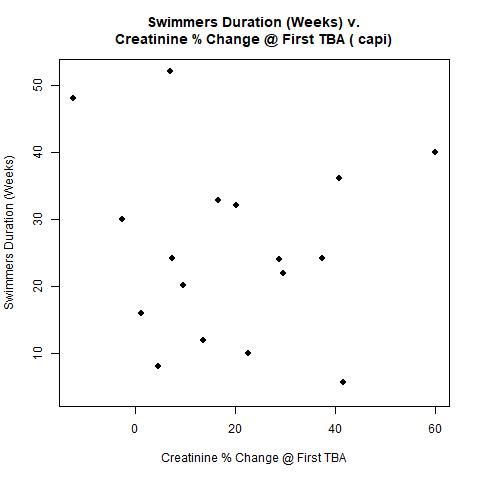 Swimmers Duration (Weeks) v.
Creatinine % Change @ First TBA ( capi)
Swimmers Duration (Weeks)
50
40
30
20
10
0
20
40
60
Creatinine % Change @ First TBA